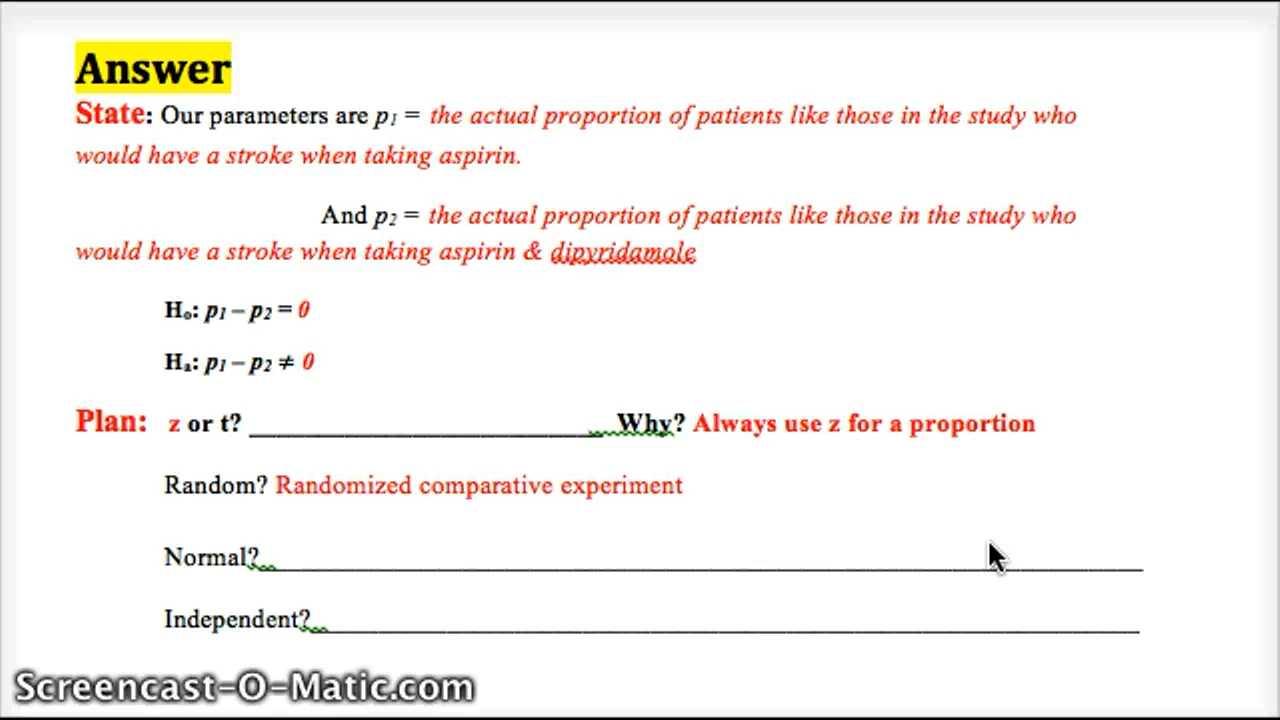 Answer
State: Our parameters are p₁ = the actual proportion of patients like those in the study who
would have a stroke when taking aspirin.
And p₂ = the actual proportion of patients like those in the study who
would have a stroke when taking aspirin & dipyridamole
Hₒ: p₁ – p₂ = 0
Hₐ: p₁ – p₂ ≠ 0
Plan: z or t? ____________________________ Why? Always use z for a proportion
Random? Randomized comparative experiment
Normal?____________________________
Independent?____________________________
Screencast-O-Matic.com